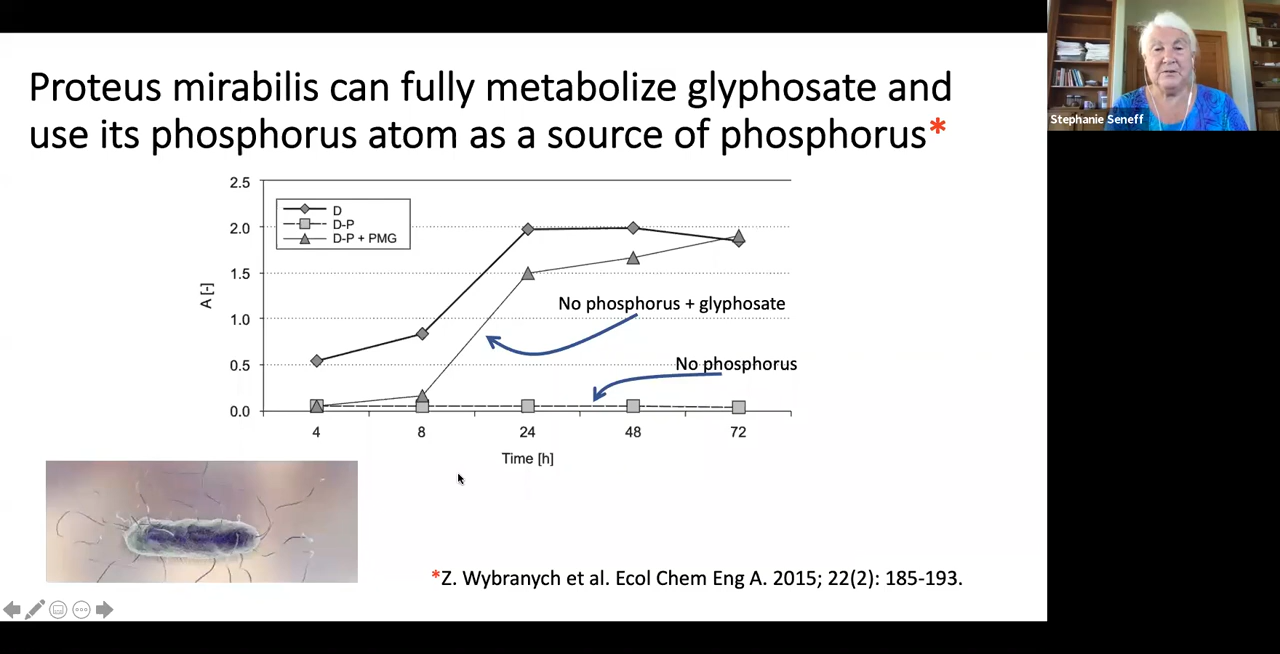 Proteus mirabilis can fully metabolize glyphosate and
use its phosphorus atom as a source of phosphorus*
Stephanie Seneff
2.5
2.0
1.5
1.0
0.5
0.0
A [-]
D
D-P
D-P + PMG
No phosphorus + glyphosate
No phosphorus
4 8 24 48 72
Time [h]
*Z. Wybranych et al. Ecol Chem Eng A. 2015; 22(2): 185-193.